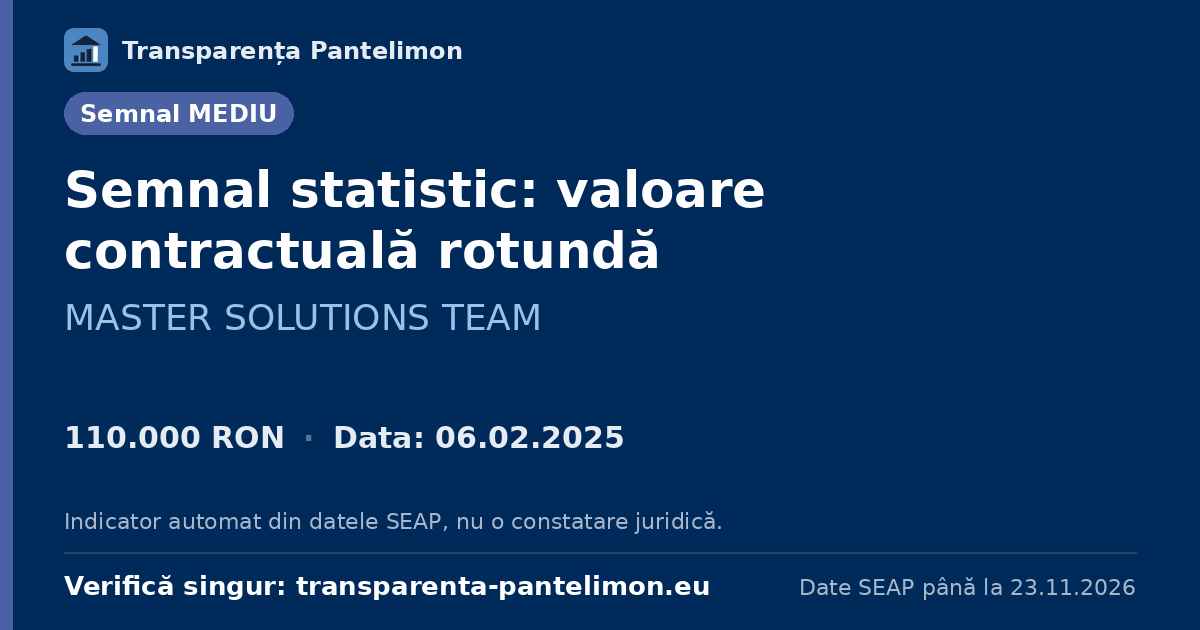 Transparența Pantelimon
Semnal MEDIU
Semnal statistic: valoare
contractuală rotundă
MASTER SOLUTIONS TEAM
110.000 RON · Data: 06.02.2025
Indicator automat din datele SEAP, nu o constatare juridică.
Verifică singur: transparenta-pantelimon.eu
Date SEAP până la 23.11.2026